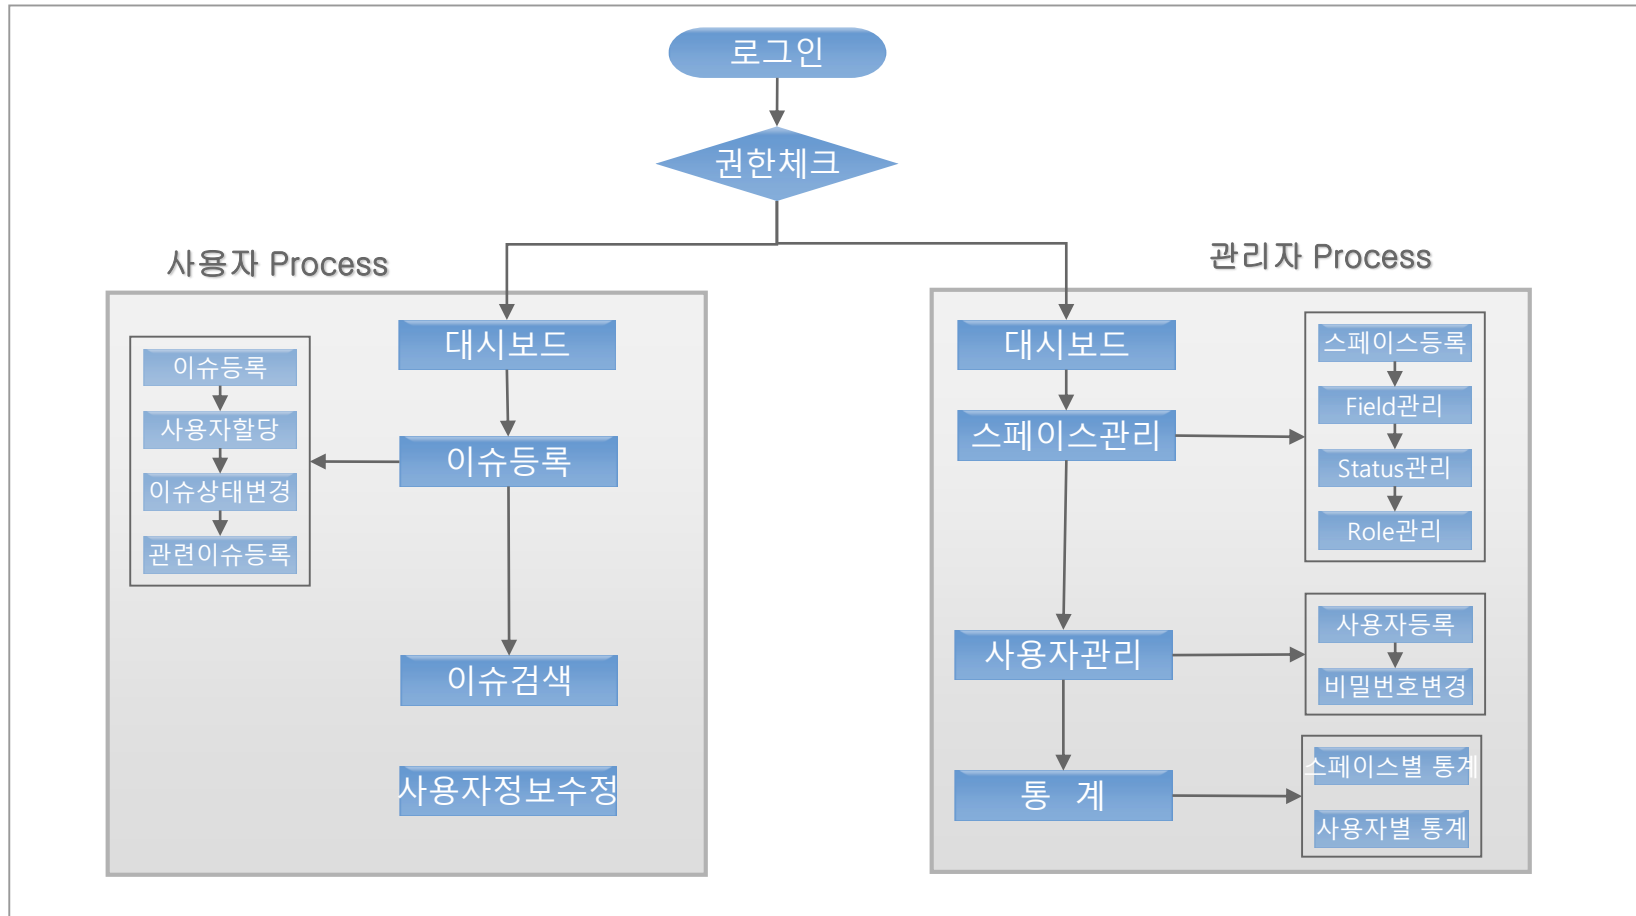 로그인
권한체크
사용자 Process
대시보드
이슈등록
이슈검색
사용자정보수정
이슈등록
사용자할당
이슈상태변경
관련이슈등록
관리자 Process
대시보드
스페이스관리
사용자관리
통 계
스페이스등록
Field관리
Status관리
Role관리
사용자등록
비밀번호변경
스페이스별 통계
사용자별 통계